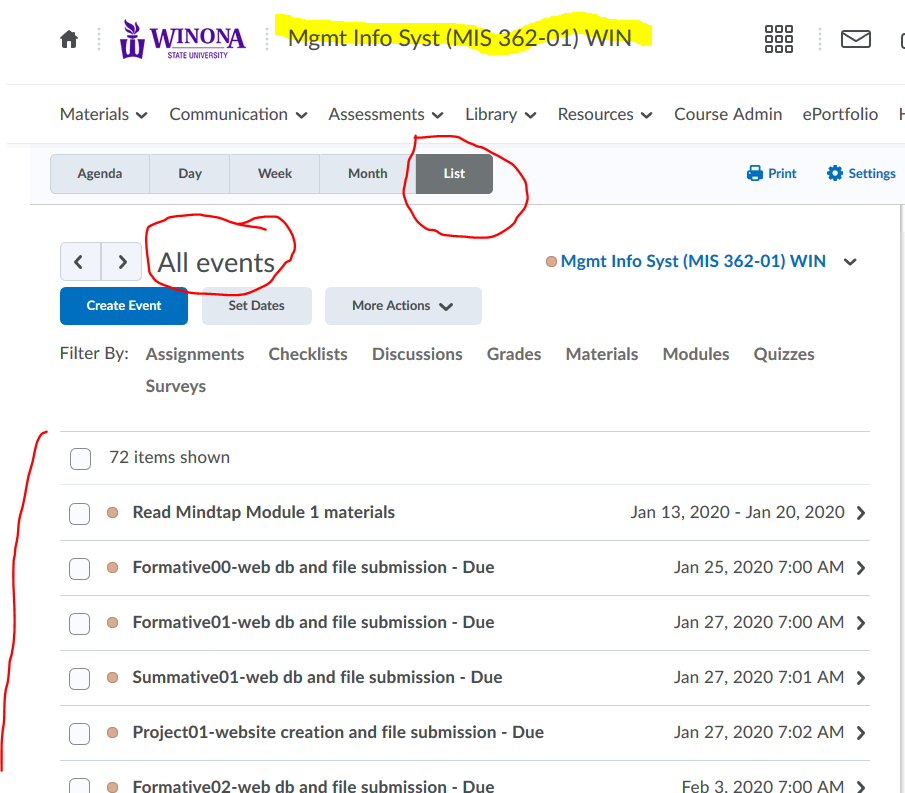 WINONA Mgmt Info Syst (MIS 362-01) WIN
STATE UNIVERSITY
Materials Communication Assessments Library Resources Course Admin ePortfolio H
Agenda Day Week Month List Print Settings
All events Mgmt Info Syst (MIS 362-01) WIN
Create Event Set Dates More Actions
Filter By: Assignments Checklists Discussions Grades Materials Modules Quizzes
Surveys
72 items shown
Read Mindtap Module 1 materials Jan 13, 2020 - Jan 20, 2020
Formative00-web db and file submission - Due Jan 25, 2020 7:00 AM
Formative01-web db and file submission - Due Jan 27, 2020 7:00 AM
Summative01-web db and file submission - Due Jan 27, 2020 7:01 AM
Project01-website creation and file submission - Due Jan 27, 2020 7:02 AM
Formative02-web db and file submission - Due Feb 3, 2020 7:00 AM